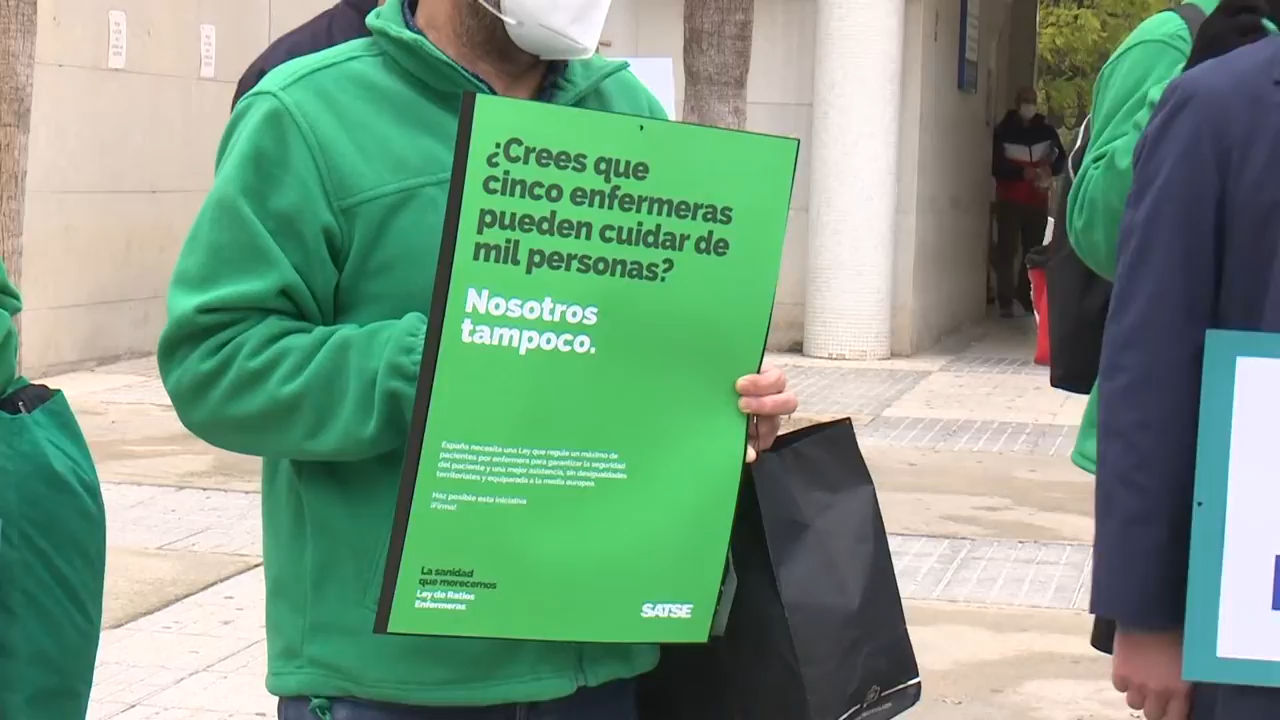 ¿Crees que
cinco enfermeras
pueden cuidar de
mil personas?
Nosotros
tampoco.
España necesita una Ley que regule un máximo de
pacientes por enfermera para garantizar la seguridad
del paciente y una mejor asistencia, sin desigualdades
territoriales y equiparada a la media europea.
Haz posible esta iniciativa
¡Firma!
La sanidad
que merecemos
Ley de Ratios
Enfermeras
SATSE